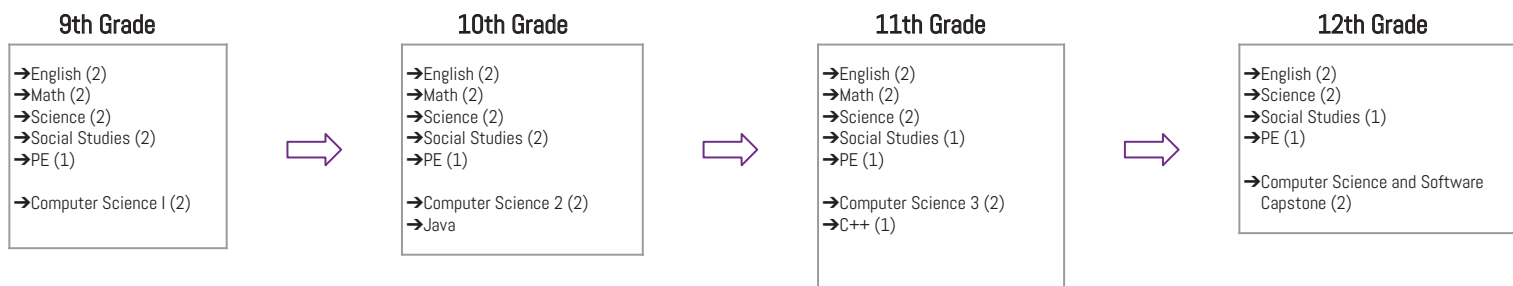 9th Grade
➔English (2)
➔Math (2)
➔Science (2)
➔Social Studies (2)
➔PE (1)
➔Computer Science I (2)
10th Grade
➔English (2)
➔Math (2)
➔Science (2)
➔Social Studies (2)
➔PE (1)
➔Computer Science 2 (2)
➔Java
11th Grade
➔English (2)
➔Math (2)
➔Science (2)
➔Social Studies (1)
➔PE (1)
➔Computer Science 3 (2)
➔C++ (1)
12th Grade
➔English (2)
➔Science (2)
➔Social Studies (1)
➔PE (1)
➔Computer Science and Software
Capstone (2)